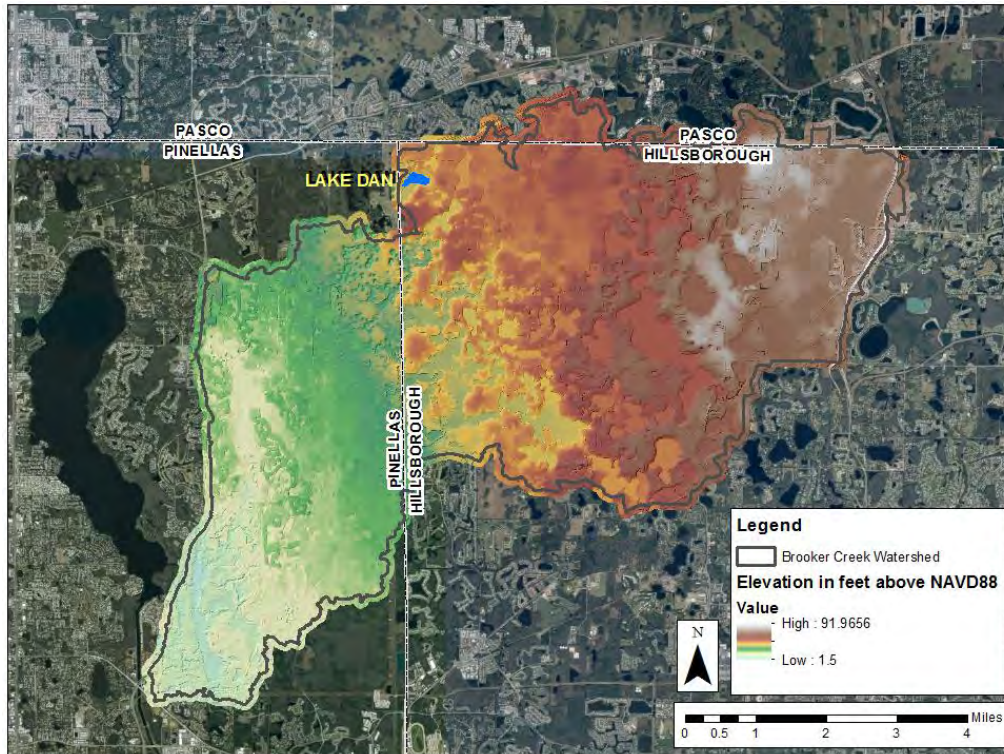 PASCO
PINELLAS
PASCO
HILLSBOROUGH
LAKE DAN
PINELLAS
HILLSBOROUGH
Legend
Brooker Creek Watershed
Elevation in feet above NAVD88
Value
High : 91.9656
Low : 1.5
N
Miles
0 0.5 1 2 3 4